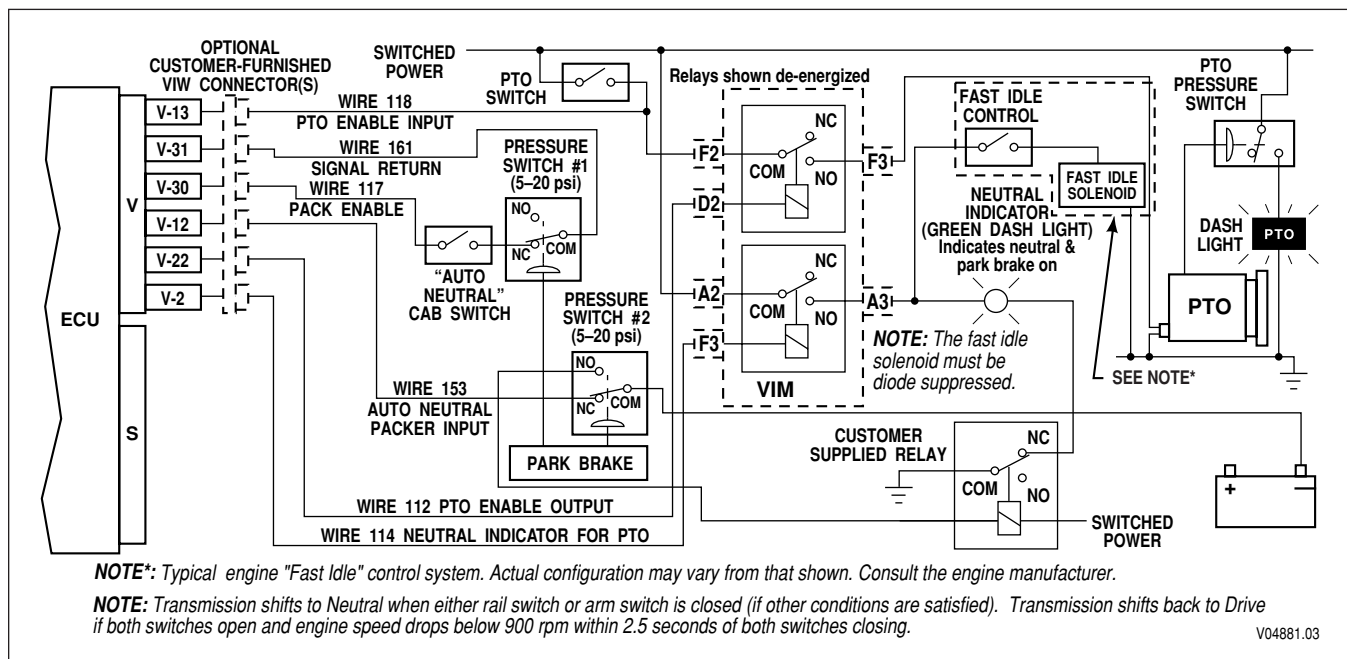 OPTIONAL
CUSTOMER-FURNISHED
VIW CONNECTOR(S)
SWITCHED
POWER
PTO
SWITCH
Relays shown de-energized
PTO
PRESSURE
SWITCH
FAST IDLE
CONTROL
FAST IDLE
SOLENOID
ECU
V
S
V-13
V-31
V-30
V-12
V-22
V-2
WIRE 118
PTO ENABLE INPUT
WIRE 161
SIGNAL RETURN
WIRE 117
PACK ENABLE
PRESSURE
SWITCH #1
(5–20 psi)
NO
COM
NC
"AUTO
NEUTRAL"
CAB SWITCH
PRESSURE
SWITCH #2
(5–20 psi)
NO
COM
NC
WIRE 153
AUTO NEUTRAL
PACKER INPUT
PARK BRAKE
WIRE 112 PTO ENABLE OUTPUT
WIRE 114 NEUTRAL INDICATOR FOR PTO
F2
D2
A2
F3
NC
COM
NO
F3
NC
COM
NO
A3
VIM
NEUTRAL
INDICATOR
(GREEN DASH LIGHT)
Indicates neutral &
park brake on
NOTE: The fast idle
solenoid must be
diode suppressed.
DASH
LIGHT
PTO
PTO
SEE NOTE*
CUSTOMER
SUPPLIED RELAY
NC
COM
NO
SWITCHED
POWER
+
–
NOTE*: Typical engine "Fast Idle" control system. Actual configuration may vary from that shown. Consult the engine manufacturer.
NOTE: Transmission shifts to Neutral when either rail switch or arm switch is closed (if other conditions are satisfied). Transmission shifts back to Drive
if both switches open and engine speed drops below 900 rpm within 2.5 seconds of both switches closing.
V04881.03